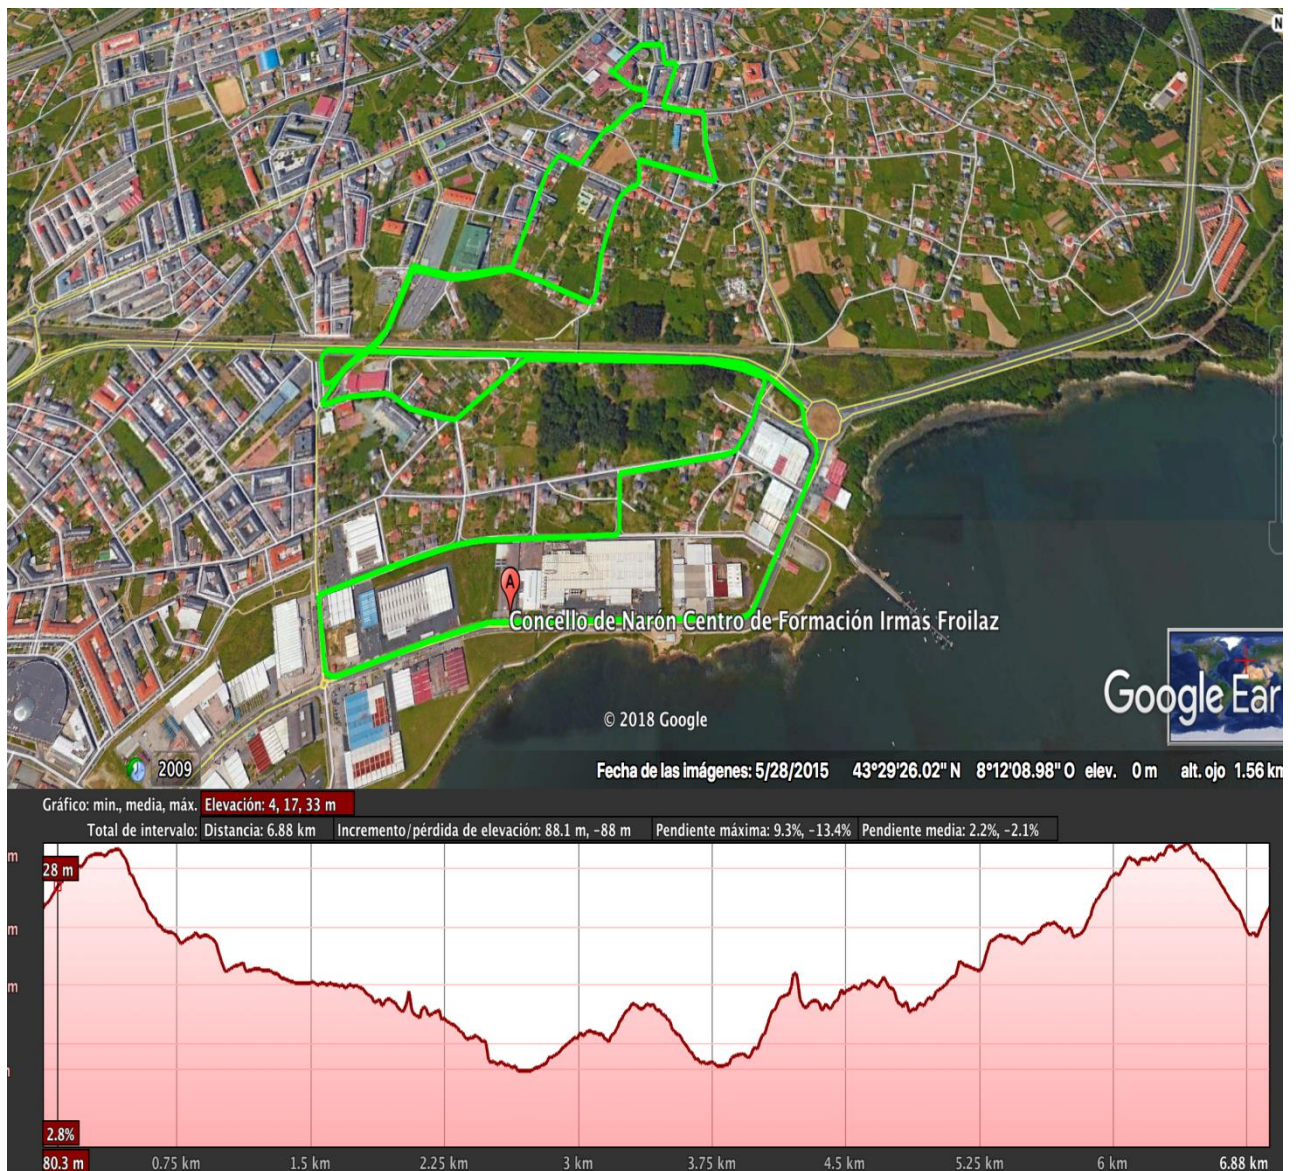 N
A
Concello de Narón Centro de Formación Irmas Froilaz
Google Ear
© 2018 Google
2009
Fecha de las imágenes: 5/28/2015 43°29'26.02" N 8°12'08.98" O elev. 0 m alt. ojo 1.56 km
Gráfico: min., media, máx. Elevación: 4, 17, 33 m
Total de intervalo: Distancia: 6.88 km Incremento/pérdida de elevación: 88.1 m, -88 m Pendiente máxima: 9.3%, -13.4% Pendiente media: 2.2%, -2.1%
m
28 m
m
m
2.8%
80.3 m 0.75 km 1.5 km 2.25 km 3 km 3.75 km 4.5 km 5.25 km 6 km 6.88 km